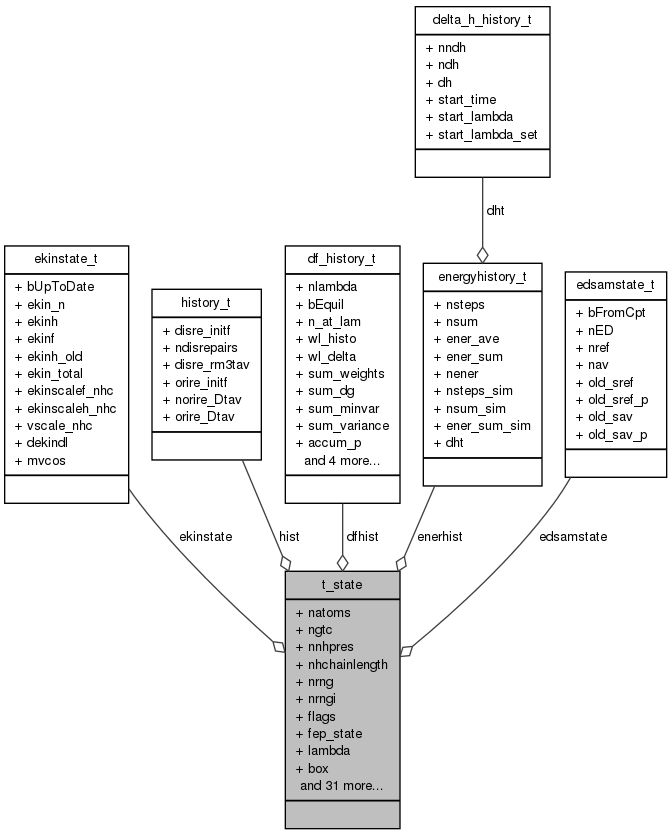 delta_h_history_t
+ nndh
+ ndh
+ dh
+ start_time
+ start_lambda
+ start_lambda_set
dht
ekinstate_t
+ bUpToDate
+ ekin_n
+ ekinh
+ ekinf
+ ekinh_old
+ ekin_total
+ ekinscalef_nhc
+ ekinscaleh_nhc
+ vscale_nhc
+ dekindl
+ mvcos
history_t
+ disre_initf
+ ndisrepairs
+ disre_rm3tav
+ orire_initf
+ norire_Dtav
+ orire_Dtav
df_history_t
+ nlambda
+ bEquil
+ n_at_lam
+ wl_histo
+ wl_delta
+ sum_weights
+ sum_dg
+ sum_minvar
+ sum_variance
+ accum_p
and 4 more...
energyhistory_t
+ nsteps
+ nsum
+ ener_ave
+ ener_sum
+ nener
+ nsteps_sim
+ nsum_sim
+ ener_sum_sim
+ dht
edsamstate_t
+ bFromCpt
+ nED
+ nref
+ nav
+ old_sref
+ old_sref_p
+ old_sav
+ old_sav_p
ekinstate
hist
dfhist
enerhist
edsamstate
t_state
+ natoms
+ ngtc
+ nnhpres
+ nhchainlength
+ nrng
+ nrngi
+ flags
+ fep_state
+ lambda
+ box
and 31 more...